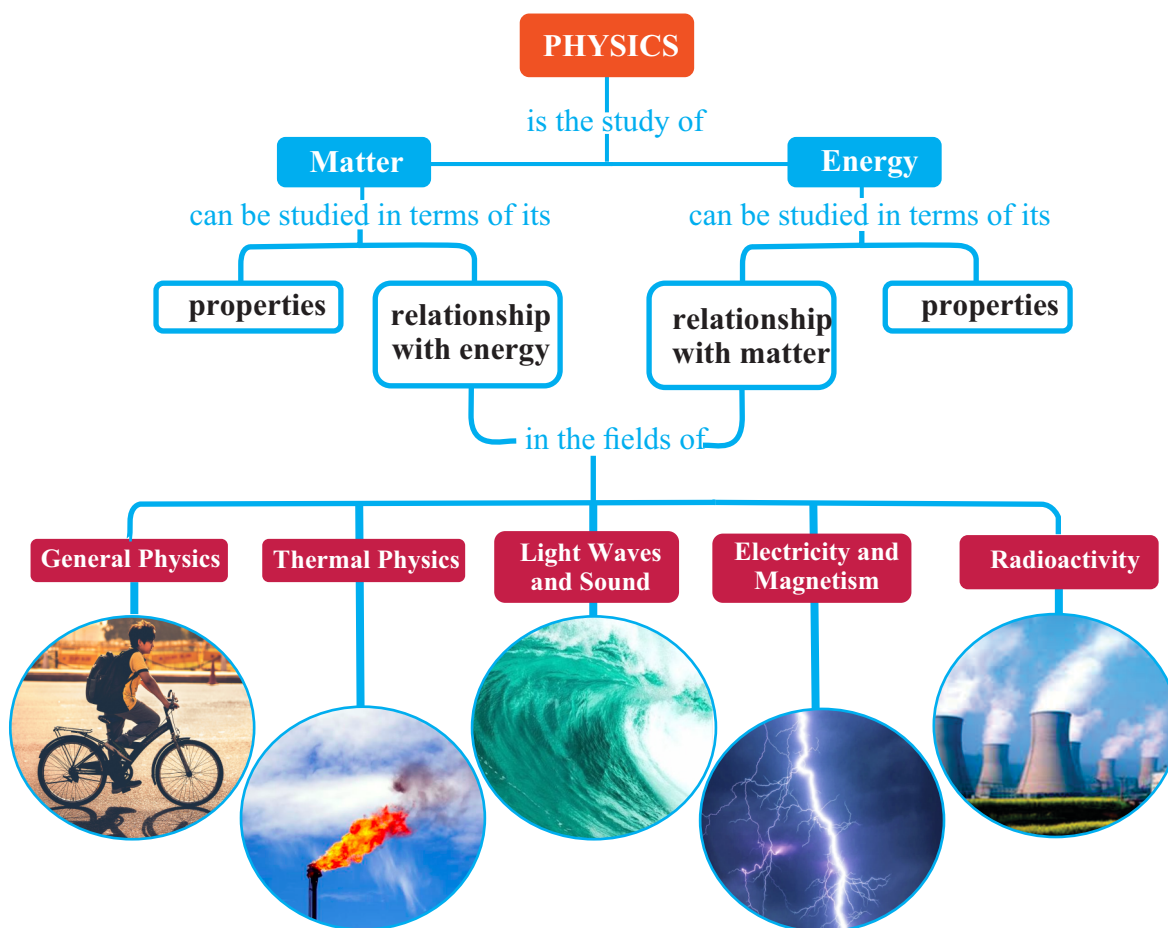 PHYSICS
is the study of
Matter
Energy
can be studied in terms of its
can be studied in terms of its
properties
relationship
with energy
relationship
with matter
properties
in the fields of
General Physics
Thermal Physics
Light Waves
and Sound
Electricity and
Magnetism
Radioactivity